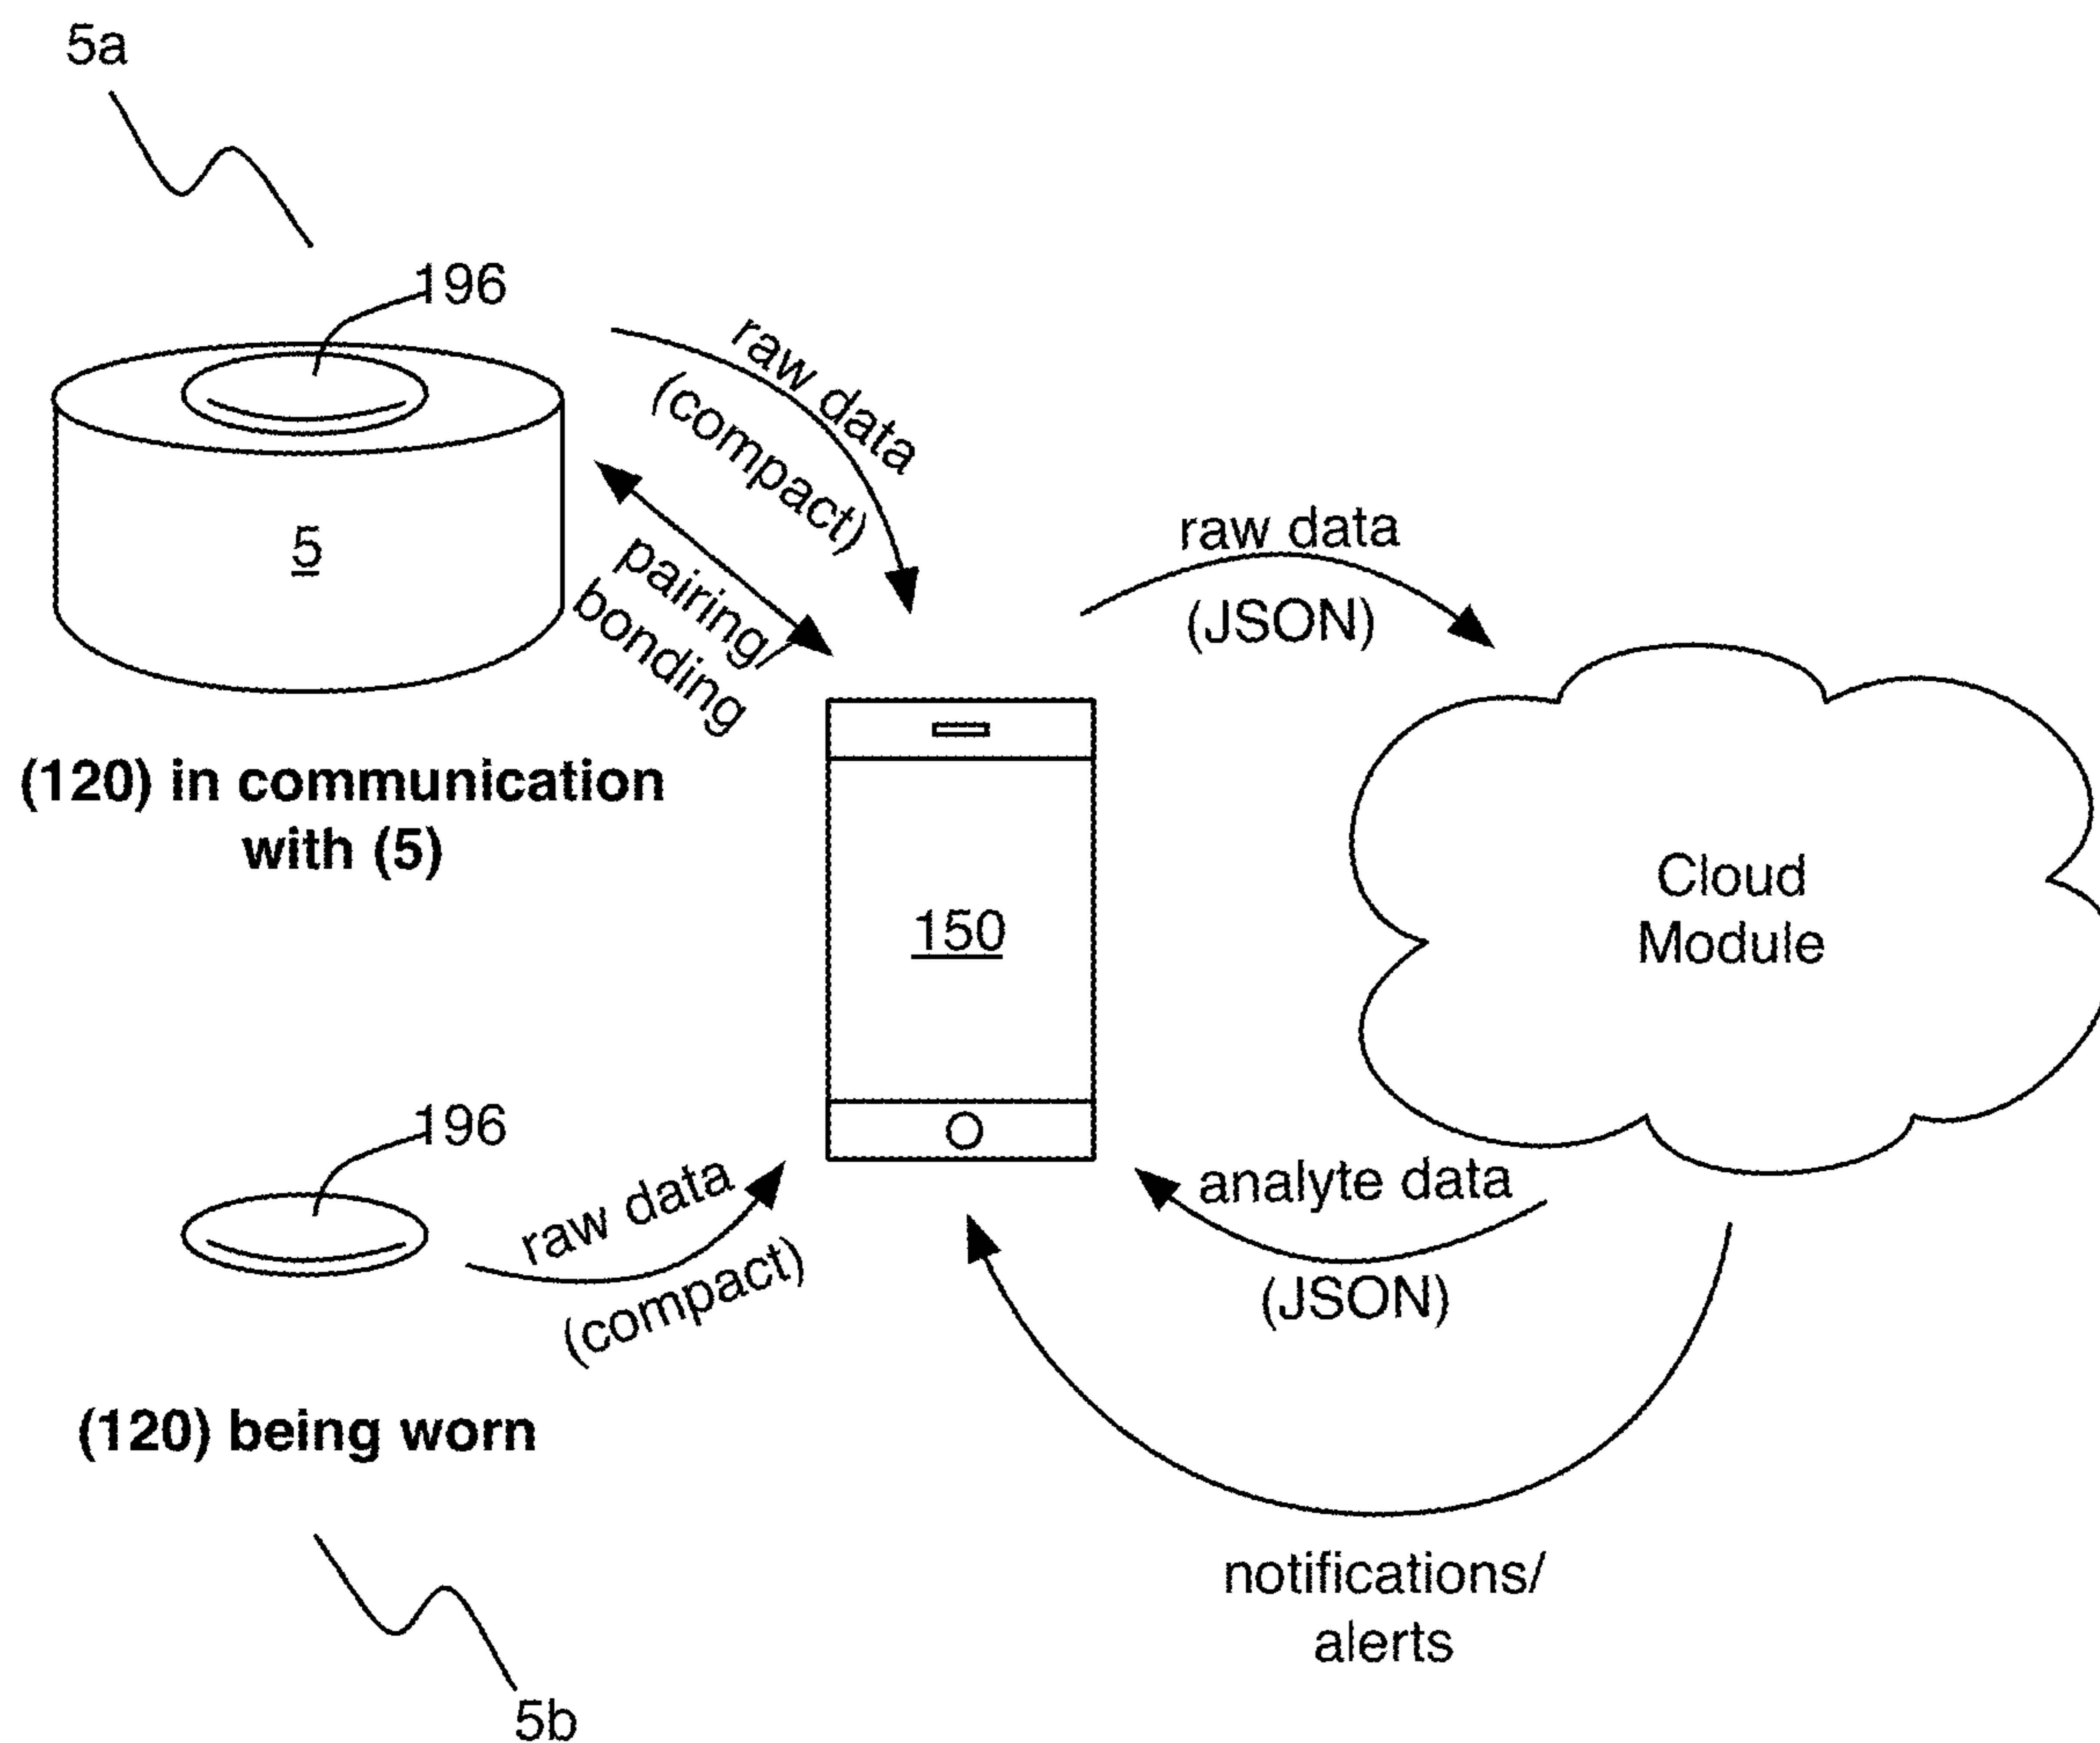 5a
196
raw data
(compact)
5
pairing/
bonding
(120) in communication
with (5)
raw data
(JSON)
150
Cloud
Module
196
raw data
(compact)
(120) being worn
5b
analyte data
(JSON)
notifications/
alerts